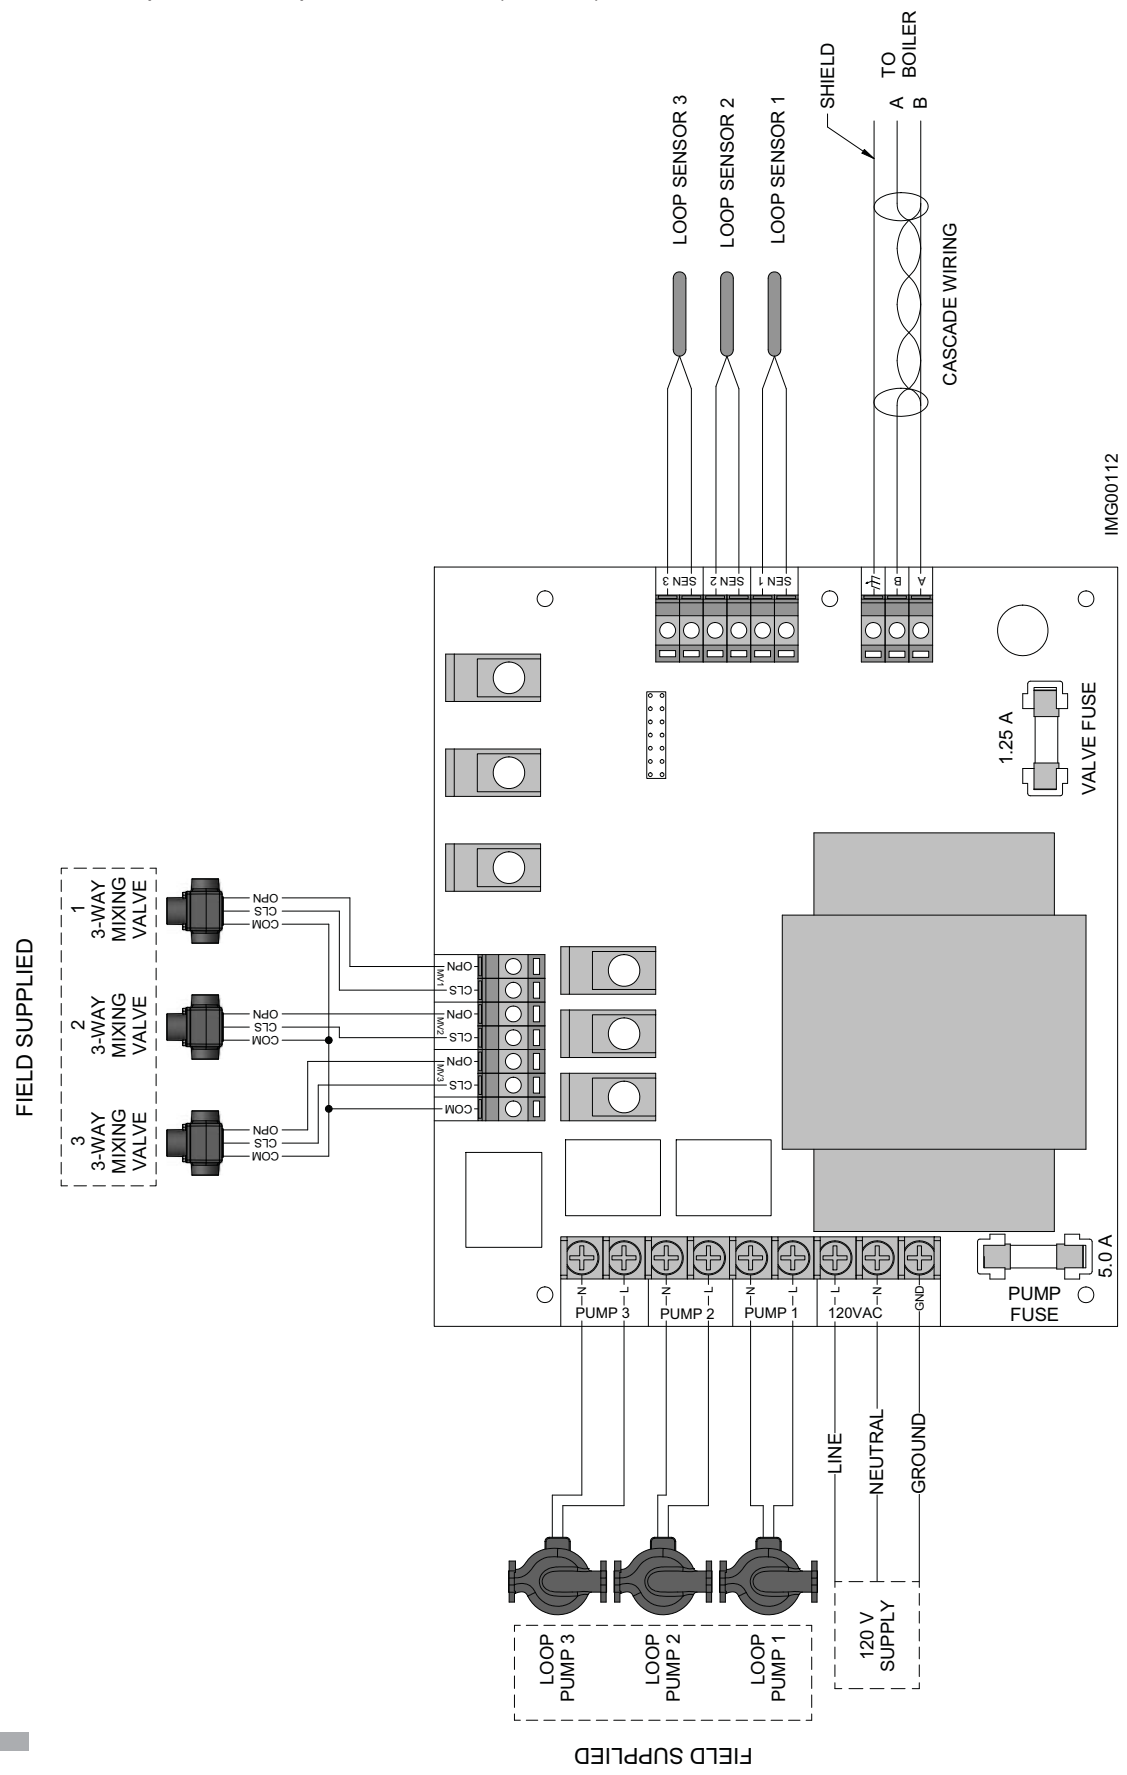 FIELD SUPPLIED
1
3-WAY
MIXING
VALVE
OPN
CLS
COM
2
3-WAY
MIXING
VALVE
OPN
CLS
COM
3
3-WAY
MIXING
VALVE
OPN
CLS
COM
OPN
MV1
CLS
OPN
MV2
CLS
OPN
MV3
CLS
COM
LOOP SENSOR 3
LOOP SENSOR 2
LOOP SENSOR 1
SHIELD
A
B
TO
BOILER
CASCADE WIRING
SEN 3
SEN 2
SEN 1
B
A
IMG00112
1.25 A
VALVE FUSE
N
L
PUMP 3
N
L
PUMP 2
N
L
PUMP 1
L
N
GND
120VAC
PUMP
FUSE
5.0 A
LINE
NEUTRAL
GROUND
120 V
SUPPLY
LOOP
PUMP 3
LOOP
PUMP 2
LOOP
PUMP 1
FIELD SUPPLIED